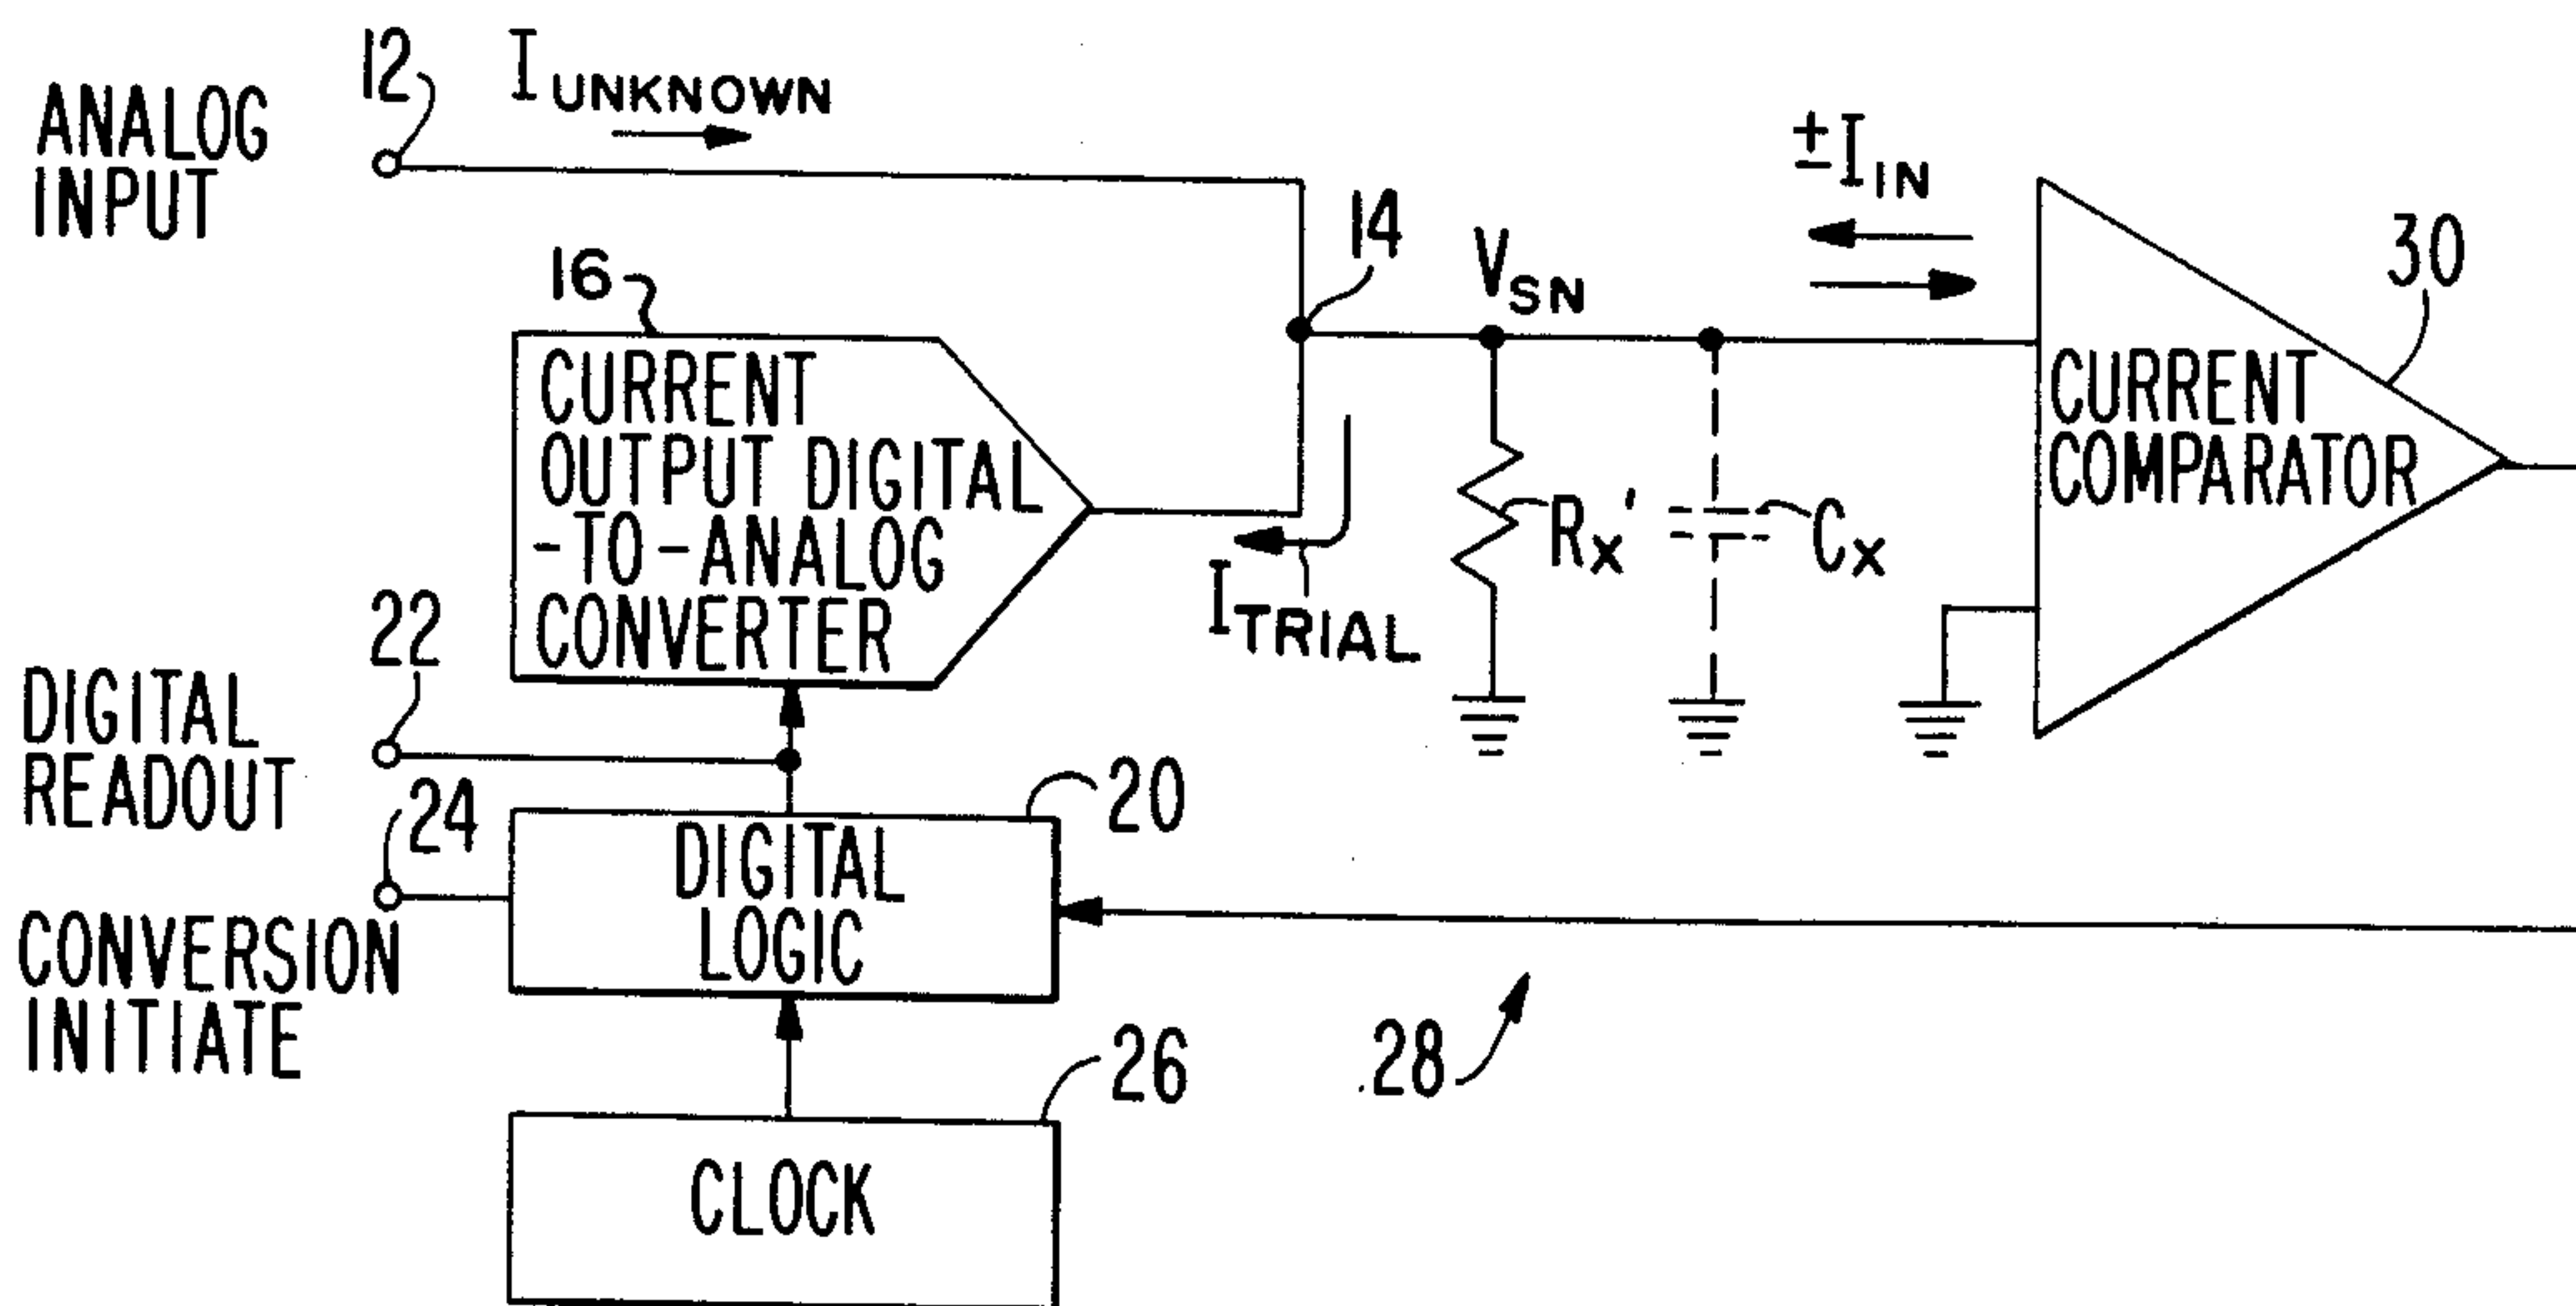 12
I UNKNOWN
ANALOG
INPUT
14
16
VSN
±IIN
30
CURRENT
OUTPUT DIGITAL
-TO-ANALOG
CONVERTER
ITRIAL
Rx'
Cx
CURRENT
COMPARATOR
22
DIGITAL
READOUT
24
CONVERSION
INITIATE
20
DIGITAL
LOGIC
26
28
CLOCK